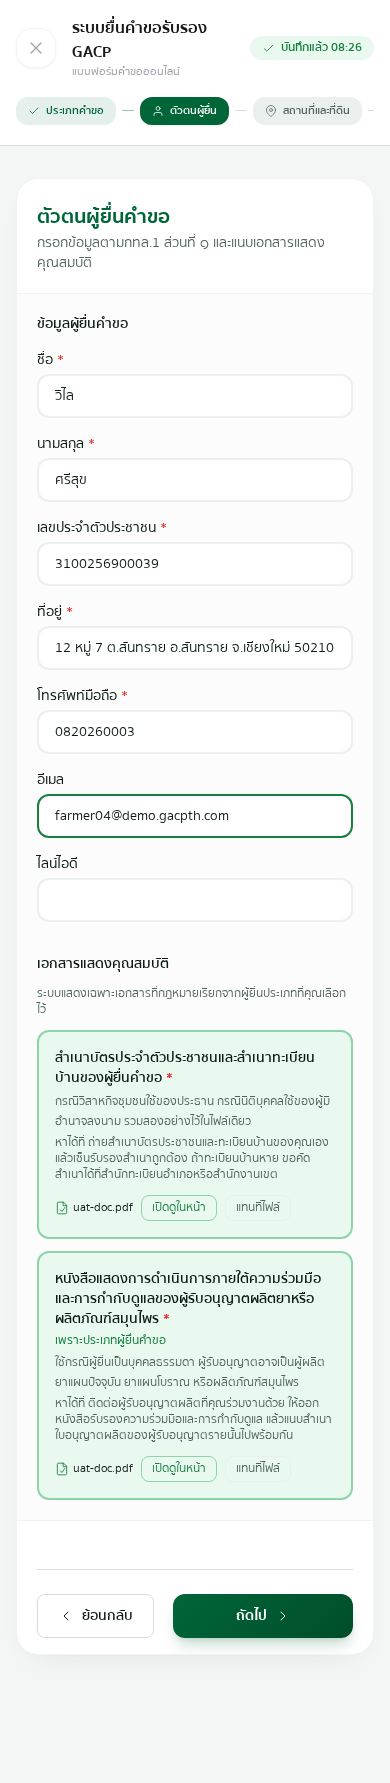 ระบบยื่นคำขอรับรอง
GACP
แบบฟอร์มคำขอออนไลน์
บันทึกแล้ว 08:26
ประเภทคำขอ
ตัวตนผู้ยื่น
สถานที่และที่ดิน
ตัวตนผู้ยื่นคำขอ
กรอกข้อมูลตามภทล.1 ส่วนที่ ๑ และแนบเอกสารแสดง
คุณสมบัติ
ข้อมูลผู้ยื่นคำขอ
ชื่อ *
วิไล
นามสกุล *
ศรีสุข
เลขประจำตัวประชาชน *
3100256900039
ที่อยู่ *
12 หมู่ 7 ต.สันทราย อ.สันทราย จ.เชียงใหม่ 50210
โทรศัพท์มือถือ *
0820260003
อีเมล
farmer04@demo.gacpth.com
ไลน์ไอดี
เอกสารแสดงคุณสมบัติ
ระบบแสดงเฉพาะเอกสารที่กฎหมายเรียกจากผู้ยื่นประเภทที่คุณเลือก
ไว้
สำเนาบัตรประจำตัวประชาชนและสำเนาทะเบียน
บ้านของผู้ยื่นคำขอ *
กรณีวิสาหกิจชุมชนใช้ของประธาน กรณีนิติบุคคลใช้ของผู้มี
อำนาจลงนาม รวมสองอย่างไว้ในไฟล์เดียว
หาได้ที่ ถ่ายสำเนาบัตรประชาชนและทะเบียนบ้านของคุณเอง
แล้วเซ็นรับรองสำเนาถูกต้อง ถ้าทะเบียนบ้านหาย ขอคัด
สำเนาได้ที่สำนักทะเบียนอำเภอหรือสำนักงานเขต
uat-doc.pdf
เปิดดูในหน้า
แทนที่ไฟล์
หนังสือแสดงการดำเนินการภายใต้ความร่วมมือ
และการกำกับดูแลของผู้รับอนุญาตผลิตยาหรือ
ผลิตภัณฑ์สมุนไพร *
เพราะประเภทผู้ยื่นคำขอ
ใช้กรณีผู้ยื่นเป็นบุคคลธรรมดา ผู้รับอนุญาตอาจเป็นผู้ผลิต
ยาแผนปัจจุบัน ยาแผนโบราณ หรือผลิตภัณฑ์สมุนไพร
หาได้ที่ ติดต่อผู้รับอนุญาตผลิตที่คุณร่วมงานด้วย ให้ออก
หนังสือรับรองความร่วมมือและการกำกับดูแล แล้วแนบสำเนา
ใบอนุญาตผลิตของผู้รับอนุญาตรายนั้นไปพร้อมกัน
uat-doc.pdf
เปิดดูในหน้า
แทนที่ไฟล์
ย้อนกลับ
ถัดไป